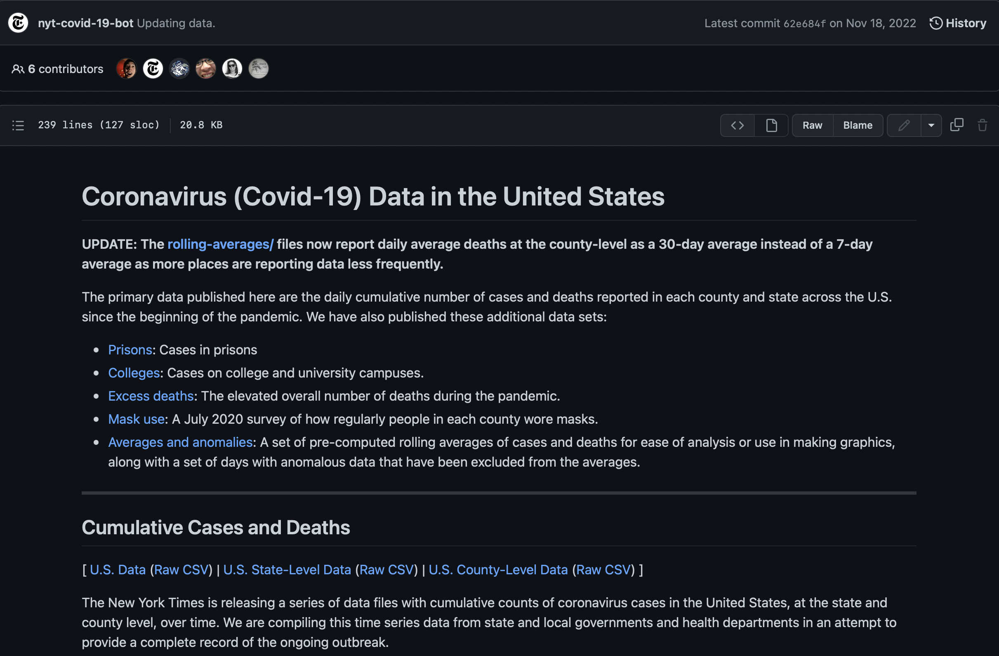 nyt-covid-19-bot Updating data.
Latest commit 62e684f on Nov 18, 2022 History
6 contributors
239 lines (127 sloc) 20.8 KB
Raw Blame
Coronavirus (Covid-19) Data in the United States
UPDATE: The rolling-averages/ files now report daily average deaths at the county-level as a 30-day average instead of a 7-day
average as more places are reporting data less frequently.
The primary data published here are the daily cumulative number of cases and deaths reported in each county and state across the U.S.
since the beginning of the pandemic. We have also published these additional data sets:
• Prisons: Cases in prisons
• Colleges: Cases on college and university campuses.
• Excess deaths: The elevated overall number of deaths during the pandemic.
• Mask use: A July 2020 survey of how regularly people in each county wore masks.
• Averages and anomalies: A set of pre-computed rolling averages of cases and deaths for ease of analysis or use in making graphics,
along with a set of days with anomalous data that have been excluded from the averages.
Cumulative Cases and Deaths
[ U.S. Data (Raw CSV) | U.S. State-Level Data (Raw CSV) | U.S. County-Level Data (Raw CSV) ]
The New York Times is releasing a series of data files with cumulative counts of coronavirus cases in the United States, at the state and
county level, over time. We are compiling this time series data from state and local governments and health departments in an attempt to
provide a complete record of the ongoing outbreak.